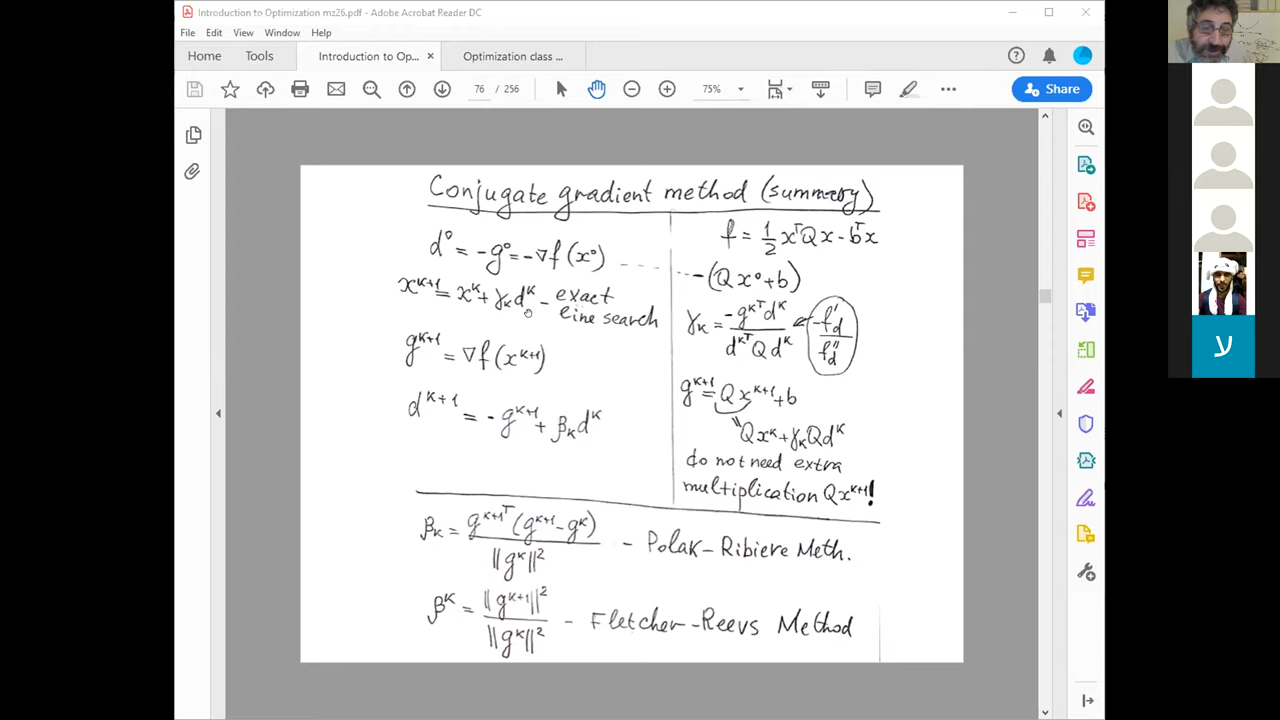 Introduction to Optimization mz26.pdf - Adobe Acrobat Reader DC
File Edit View Window Help
Home Tools Introduction to Op... × Optimization class ...
76 / 256 75% Share
Conjugate gradient method (summary)
d⁰ = -g⁰ = -∇f(x⁰)
xᴷ⁺¹ = xᴷ + γₖdᴷ - exact
line search
gᴷ⁺¹ = ∇f(xᴷ⁺¹)
dᴷ⁺¹ = -gᴷ⁺¹ + βₖdᴷ
f = 1/2 xᵀQx - bᵀx
-(Qx⁰+b)
γₖ = -gᴷᵀdᴷ / dᴷᵀQdᴷ ← -f'd / f''d
gᴷ⁺¹ = Qxᴷ⁺¹ + b
"Qxᴷ + γₖQdᴷ
do not need extra
multiplication Qxᴷ⁺¹!
βₖ = gᴷ⁺¹ᵀ(gᴷ⁺¹ - gᴷ) / ||gᴷ||² - Polak-Ribiere Meth.
βᴷ = ||gᴷ⁺¹||² / ||gᴷ||² - Fletcher-Reevs Method
ע